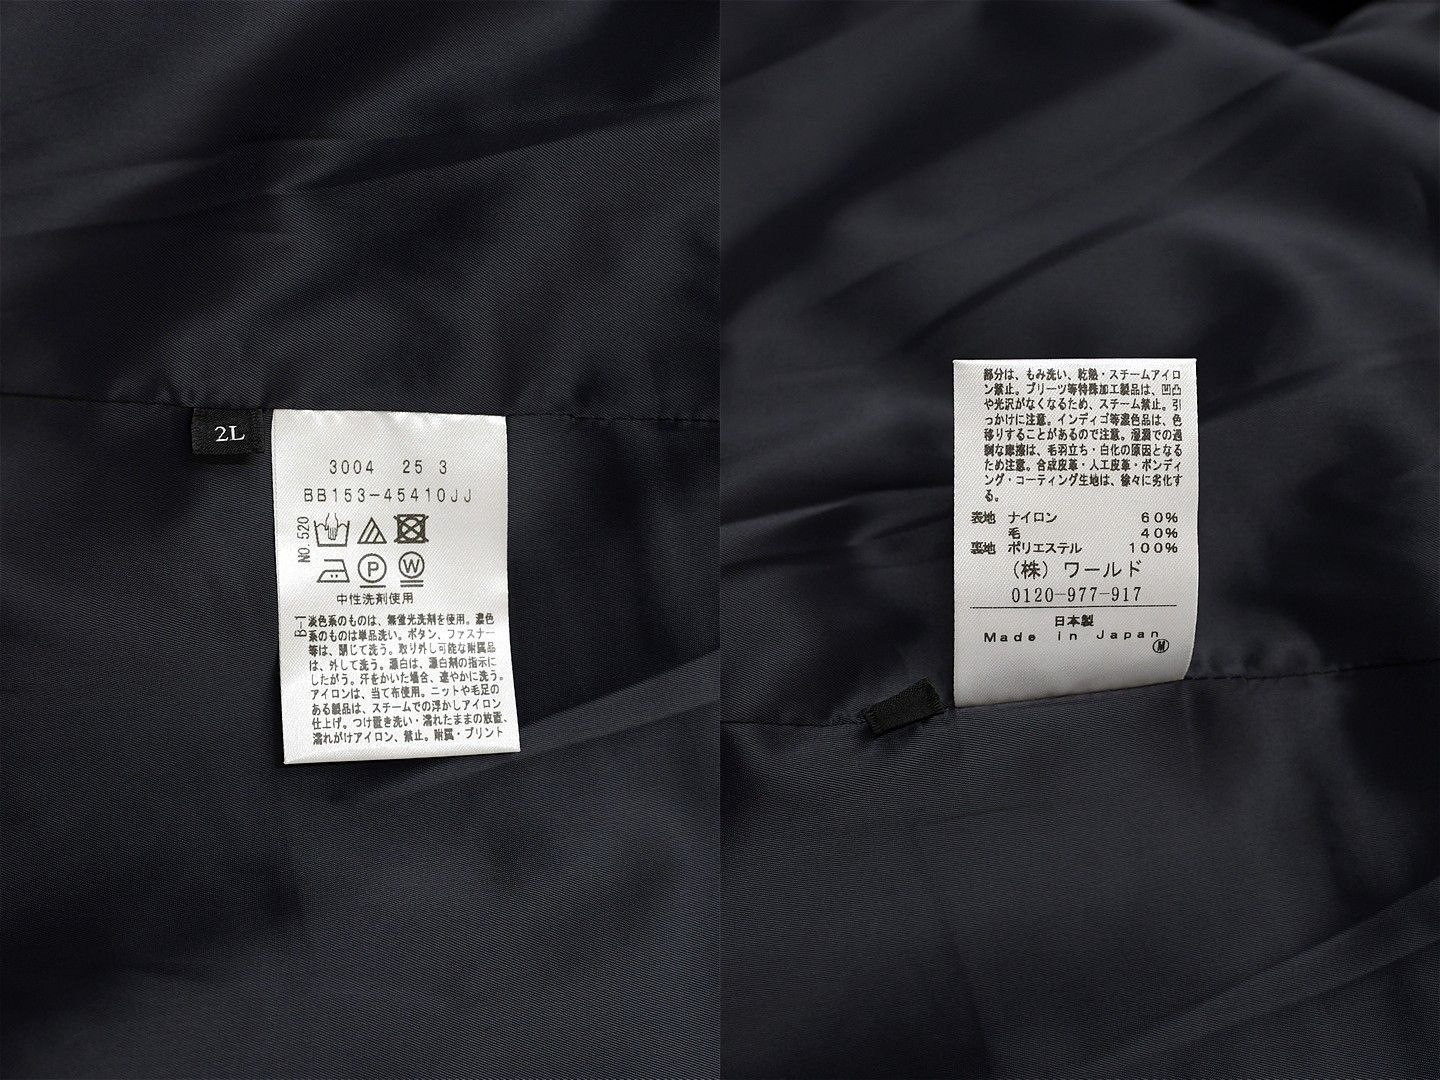 2L
3004 25 3
BB153-45410JJ
NO.520
P
W
中性洗剤使用
B-1
淡色系のものは、無蛍光洗剤を使用。濃色
系のものは単品洗い。ボタン、ファスナー
等は、閉じて洗う。取り外し可能な附属品
は、外して洗う。漂白は、漂白剤の指示に
したがう。汗をかいた場合、速やかに洗う。
アイロンは、当て布使用。ニットや毛足の
ある製品は、スチームでの浮かしアイロン
仕上げ。つけ置き洗い・濡れたままの放置、
濡れがけアイロン、禁止。附属・プリント
部分は、もみ洗い、乾熱・スチームアイロ
ン禁止。プリーツ等特殊加工製品は、凹凸
や光沢がなくなるため、スチーム禁止。引
っかけに注意。インディゴ等濃色品は、色
移りすることがあるので注意。湿潤での過
剰な摩擦は、毛羽立ち・白化の原因となる
ため注意。合成皮革・人工皮革・ボンディ
ング・コーティング生地は、徐々に劣化す
る。
表地 ナイロン 60%
毛 40%
裏地 ポリエステル 100%
(株)ワールド
0120-977-917
日本製
Made in Japan
M